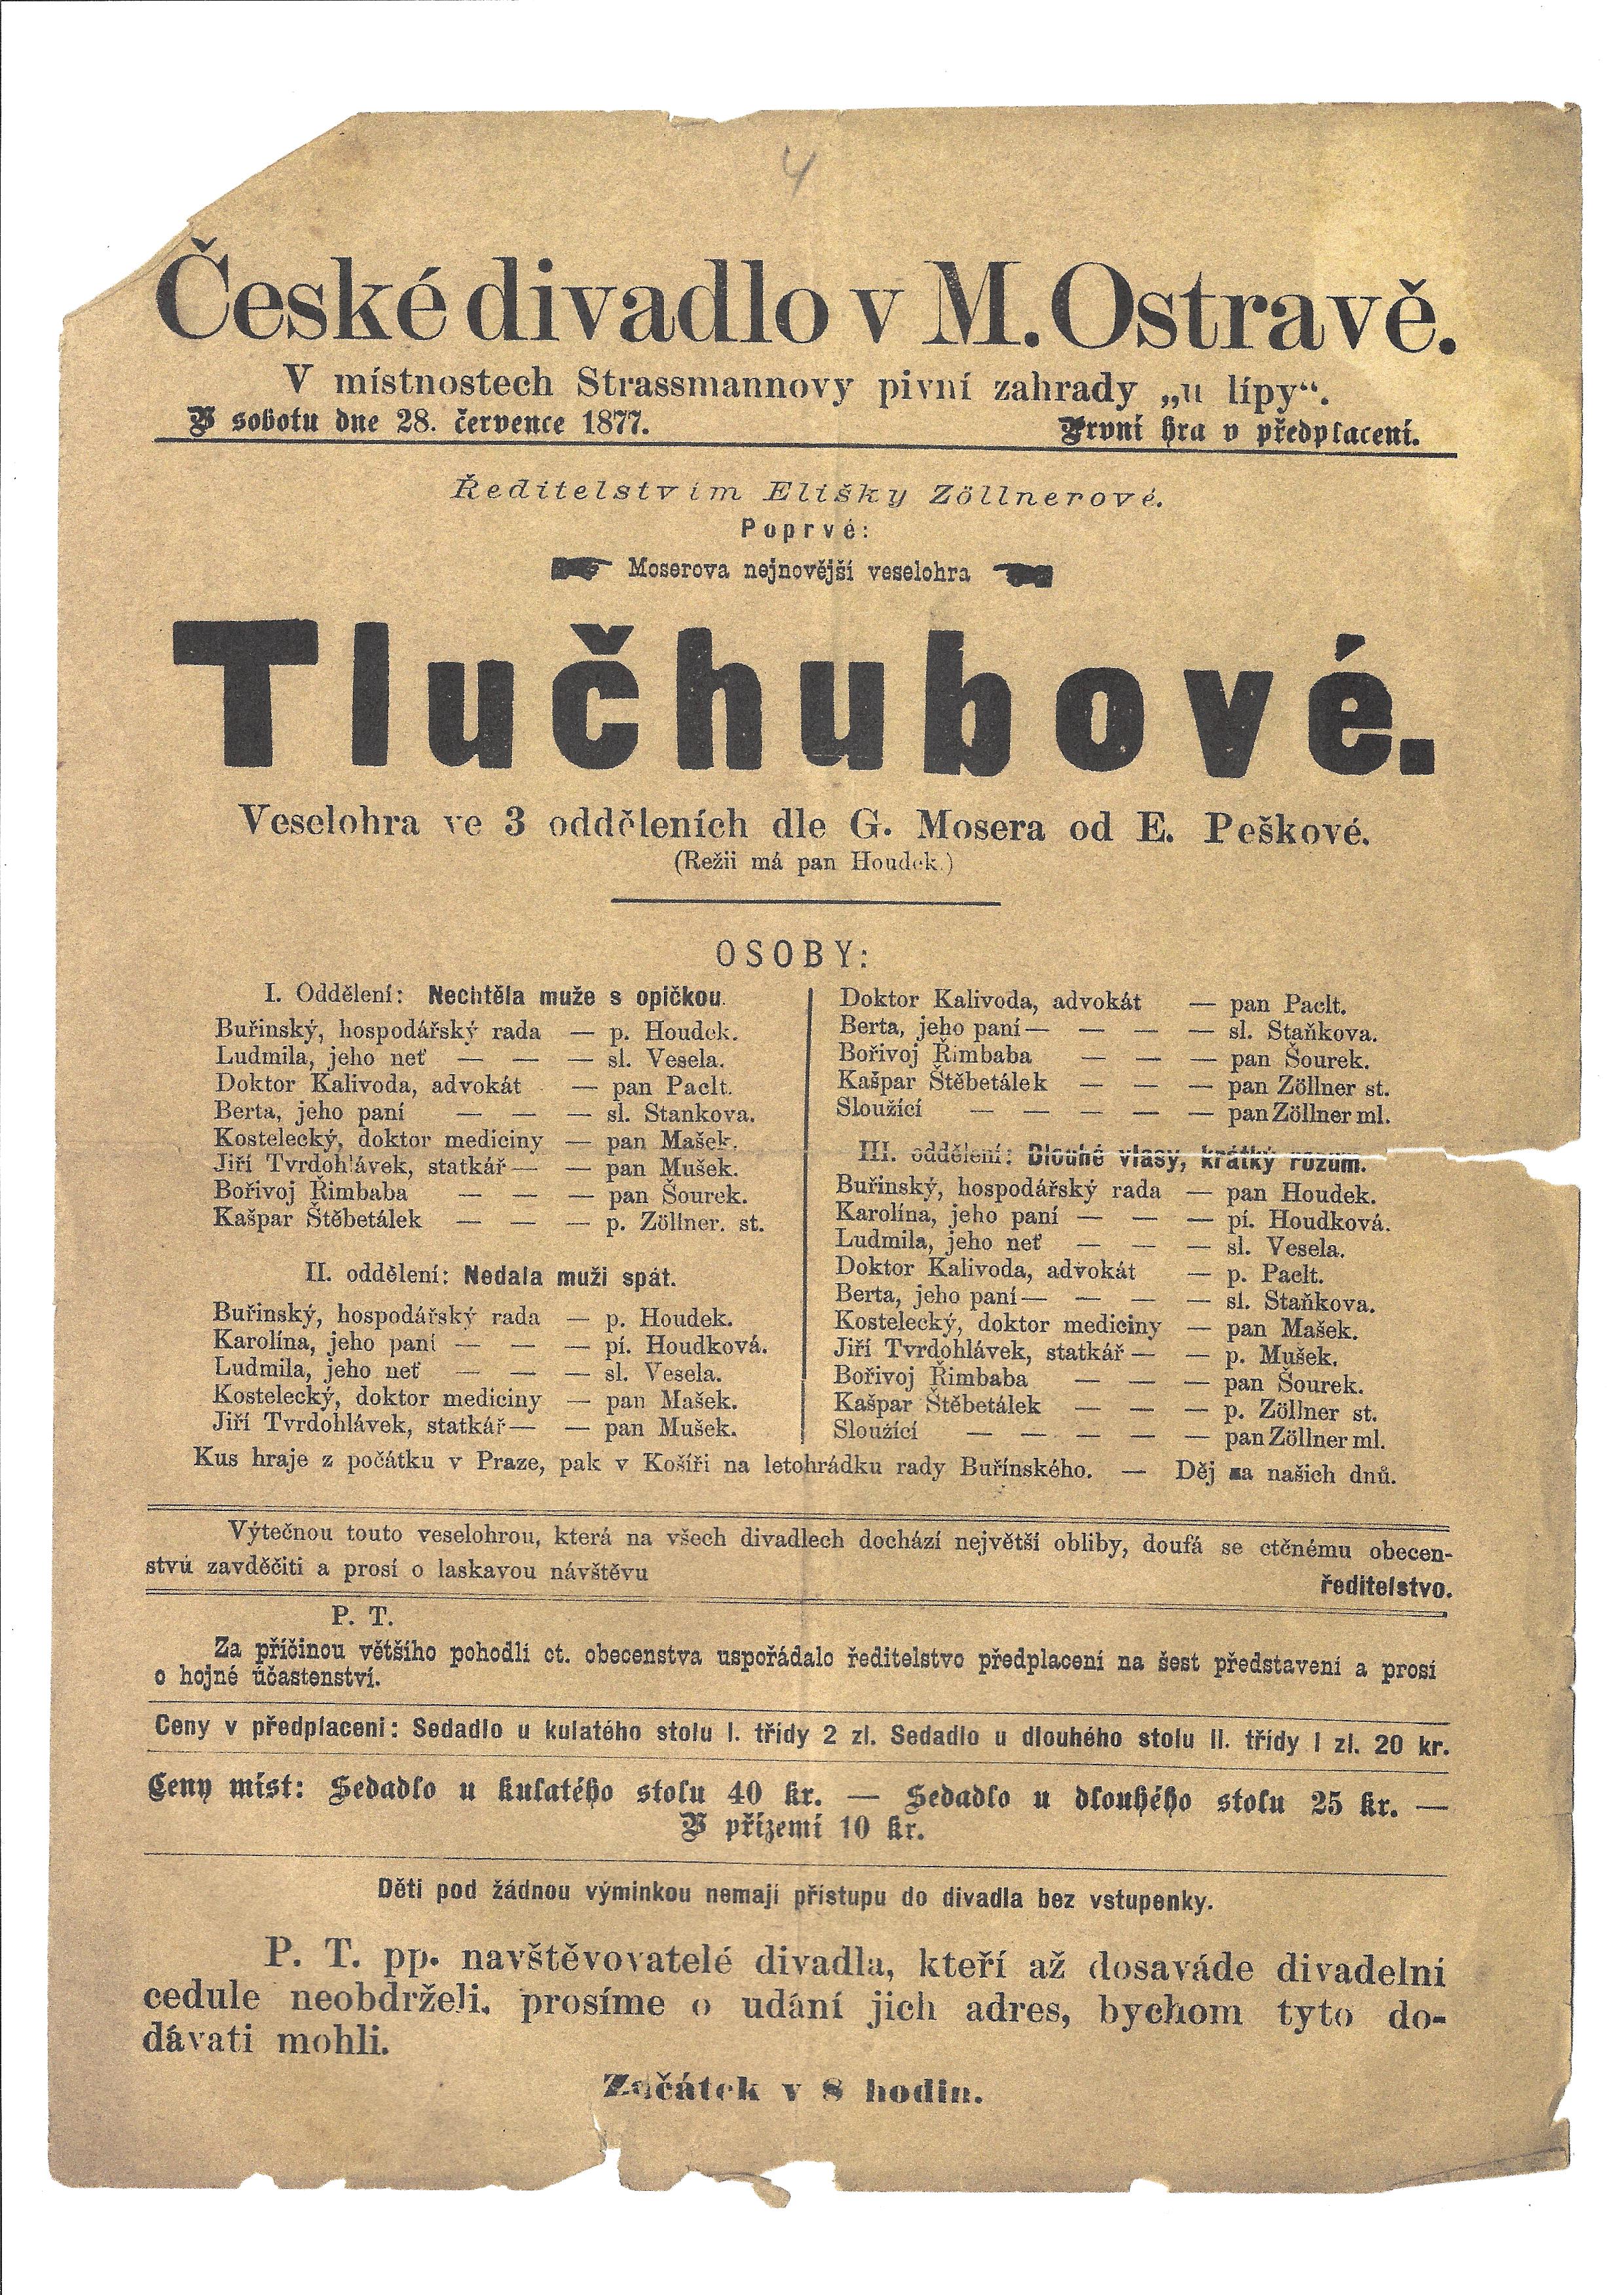 4
České divadlo v M. Ostravě.
V místnostech Strassmannovy pivní zahrady „u lípy“.
V sobotu dne 28. července 1877.
První hra v předplacení.
Ředitelstvím Elišky Zöllnerové.
Poprvé:
Moserova nejnovější veselohra
Tlučhubové.
Veselohra ve 3 odděleních dle G. Mosera od E. Peškové.
(Režii má pan Houdek.)
OSOBY:
I. Oddělení: Nechtěla muže s opičkou.
Buřinský, hospodářský rada — p. Houdek.
Ludmila, jeho neť — — — sl. Vesela.
Doktor Kalivoda, advokát — pan Paclt.
Berta, jeho paní — — — sl. Stankova.
Kostelecký, doktor mediciny — pan Mašek.
Jiří Tvrdohlávek, statkář — — pan Mušek.
Bořivoj Řimbaba — — — pan Šourek.
Kašpar Štěbetálek — — — p. Zöllner. st.
II. oddělení: Nedala muži spát.
Buřinský, hospodářský rada — p. Houdek.
Karolína, jeho paní — — — pí. Houdková.
Ludmila, jeho neť — — — sl. Vesela.
Kostelecký, doktor mediciny — pan Mašek.
Jiří Tvrdohlávek, statkář — — pan Mušek.
Doktor Kalivoda, advokát — pan Paclt.
Berta, jeho paní — — — — sl. Staňkova.
Bořivoj Řimbaba — — — pan Šourek.
Kašpar Štěbetálek — — — pan Zöllner st.
Sloužící — — — — — pan Zöllner ml.
III. oddělení: Dlouhé vlasy, krátký rozum.
Buřinský, hospodářský rada — pan Houdek.
Karolína, jeho paní — — — pí. Houdková.
Ludmila, jeho neť — — — sl. Vesela.
Doktor Kalivoda, advokát — p. Paclt.
Berta, jeho paní — — — — sl. Staňkova.
Kostelecký, doktor mediciny — pan Mašek.
Jiří Tvrdohlávek, statkář — — p. Mušek.
Bořivoj Řimbaba — — — pan Šourek.
Kašpar Štěbetálek — — — p. Zöllner st.
Sloužící — — — — — pan Zöllner ml.
Kus hraje z počátku v Praze, pak v Košíři na letohrádku rady Buřínského. — Děj za našich dnů.
Výtečnou touto veselohrou, která na všech divadlech dochází největší obliby, doufá se ctěnému obecen-
stvu zavděčiti a prosí o laskavou návštěvu
ředitelstvo.
P. T.
Za příčinou většího pohodlí ct. obecenstva uspořádalo ředitelstvo předplacení na šest představení a prosí
o hojné účastenství.
Ceny v předplacení: Sedadlo u kulatého stolu I. třídy 2 zl. Sedadlo u dlouhého stolu II. třídy 1 zl. 20 kr.
Ceny míst: Sedadlo u kulatého stolu 40 kr. — Sedadlo u dlouhého stolu 25 kr. —
V přízemí 10 kr.
Děti pod žádnou výminkou nemají přístupu do divadla bez vstupenky.
P. T. pp. navštěvovatelé divadla, kteří až dosaváde divadelní
cedule neobdrželi, prosíme o udání jich adres, bychom tyto do-
dávati mohli.
Začátek v 8 hodin.